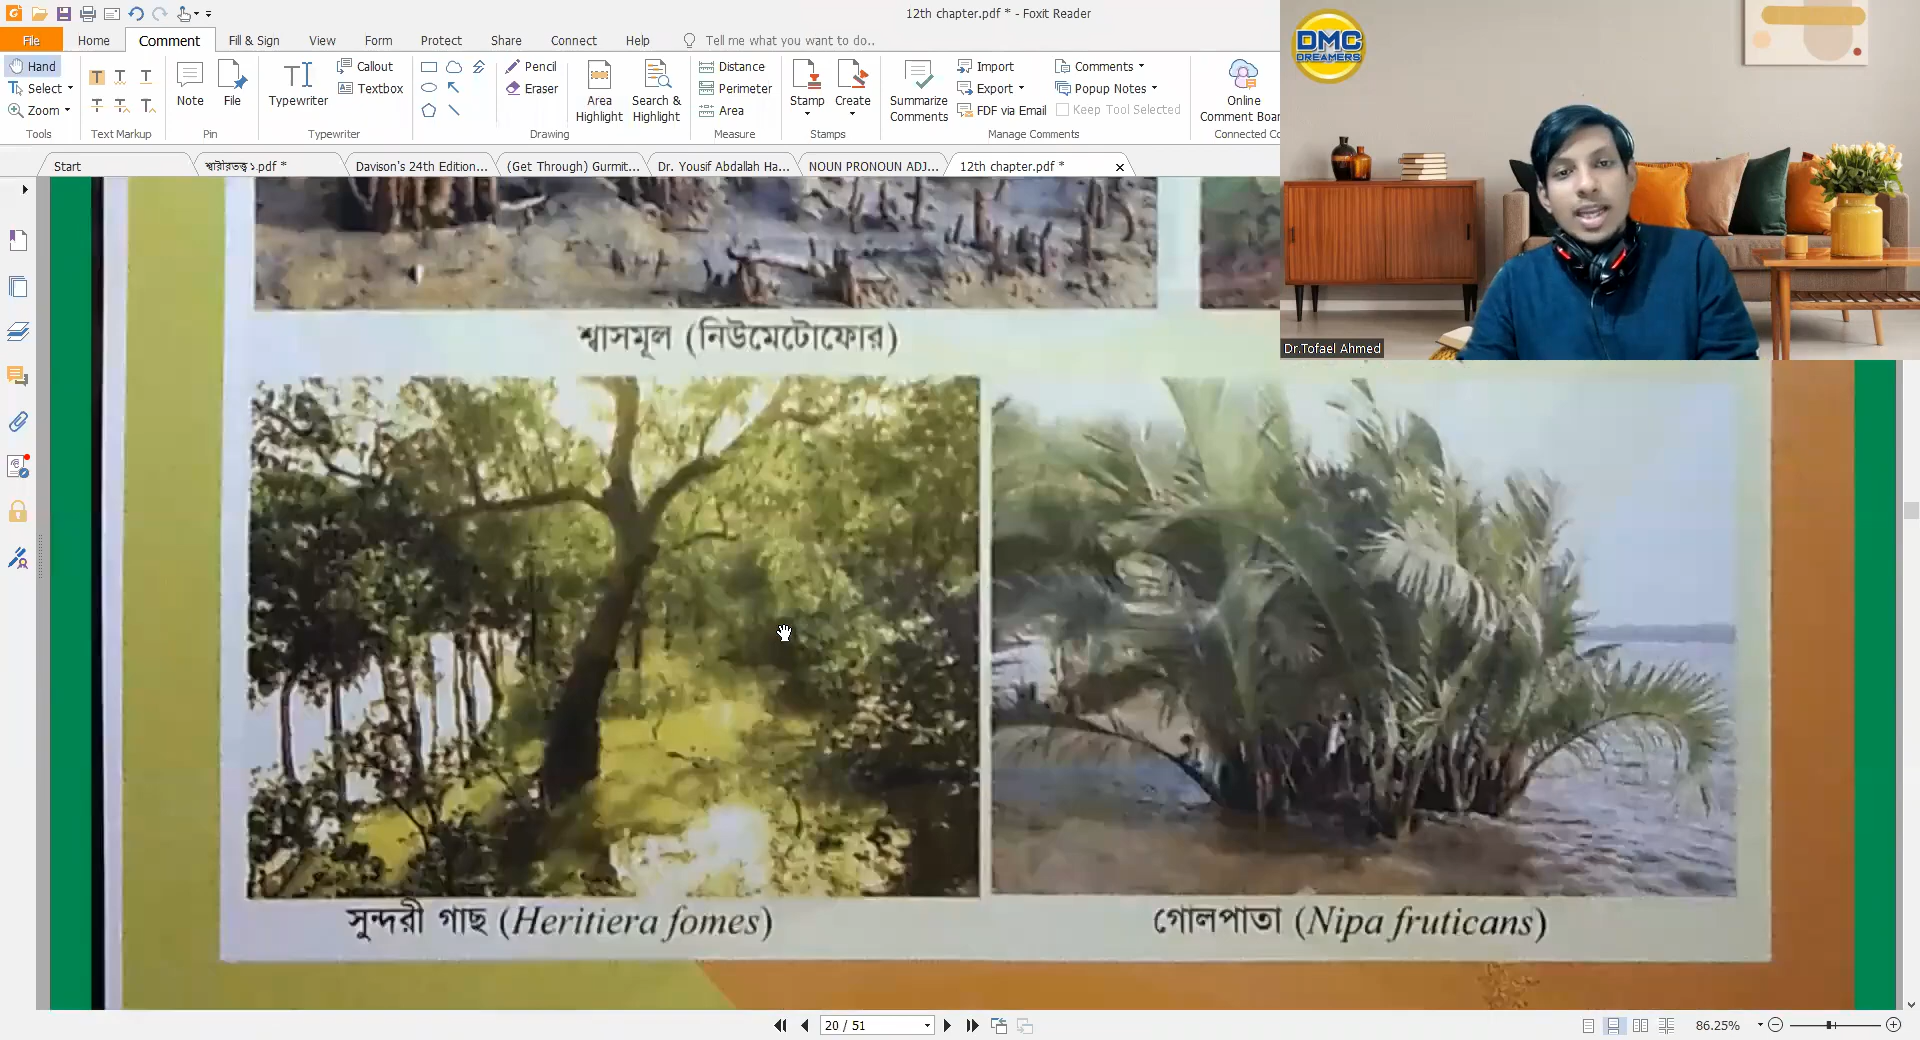 12th chapter.pdf * - Foxit Reader
File Home Comment Fill & Sign View Form Protect Share Connect Help Tell me what you want to do..
Hand
Select
Zoom
Tools
Text Markup
Note
File
Pin
Typewriter
Callout
Textbox
Typewriter
Pencil
Eraser
Area Highlight
Search & Highlight
Drawing
Distance
Perimeter
Area
Measure
Stamp
Create
Stamps
Summarize Comments
Import
Export
FDF via Email
Comments
Popup Notes
Keep Tool Selected
Manage Comments
Online
Comment Boar
Connected Co
Start
শ্বারীরতত্ত্ব ১.pdf *
Davison's 24th Edition...
(Get Through) Gurmit...
Dr. Yousif Abdallah Ha...
NOUN PRONOUN ADJ...
12th chapter.pdf *
DMC
DREAMERS
Dr.Tofael Ahmed
শ্বাসমূল (নিউমেটোফোর)
সুন্দরী গাছ (Heritiera fomes)
গোলপাতা (Nipa fruticans)
20 / 51
86.25%